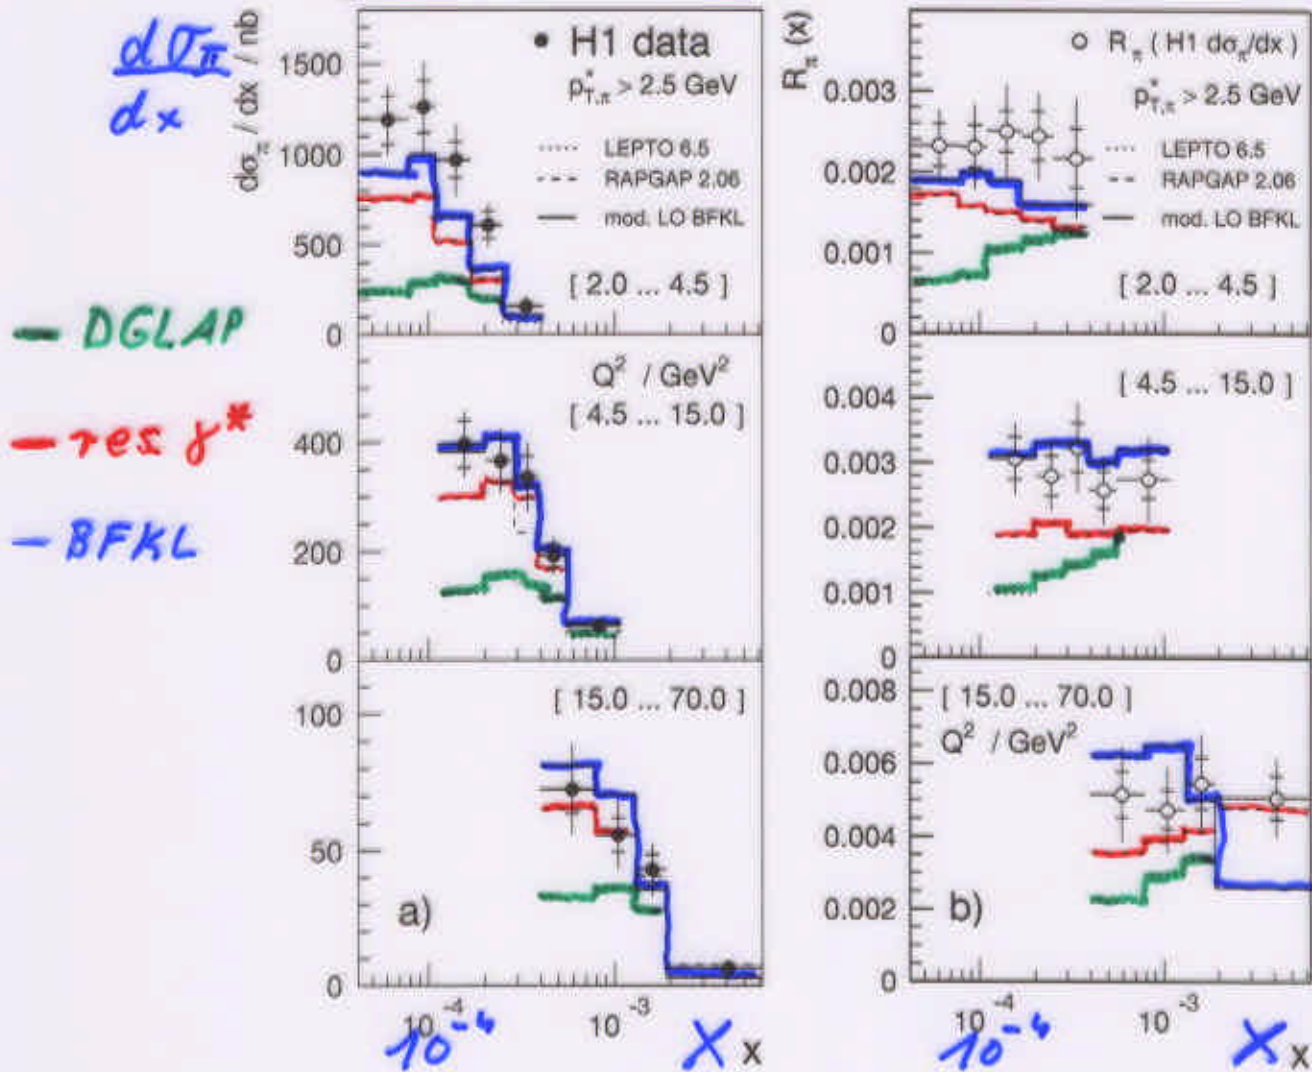 dσπ
dx
dσπ / dx / nb
1500
1000
500
0
● H1 data
p*T,π > 2.5 GeV
LEPTO 6.5
RAPGAP 2.06
mod. LO BFKL
[ 2.0 ... 4.5 ]
DGLAP
res γ*
BFKL
400
200
0
Q² / GeV²
[ 4.5 ... 15.0 ]
100
50
0
[ 15.0 ... 70.0 ]
a)
10⁻⁴
10⁻³
10⁻⁴
X
x
Rπ (x)
0.003
0.002
0.001
0
○ Rπ ( H1 dσπ/dx )
p*T,π > 2.5 GeV
LEPTO 6.5
RAPGAP 2.06
mod. LO BFKL
[ 2.0 ... 4.5 ]
0.004
0.003
0.002
0.001
0
[ 4.5 ... 15.0 ]
0.008
0.006
0.004
0.002
0
[ 15.0 ... 70.0 ]
Q² / GeV²
b)
10⁻⁴
10⁻³
10⁻⁴
X
x